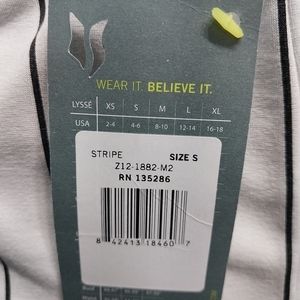 WEAR IT. BELIEVE IT.
LYSSÉ XS S M L XL
USA 2-4 4-6 8-10 12-14 16-18
STRIPE SIZE S
Z12-1882-M2
RN 135286
8 42413 18460 7